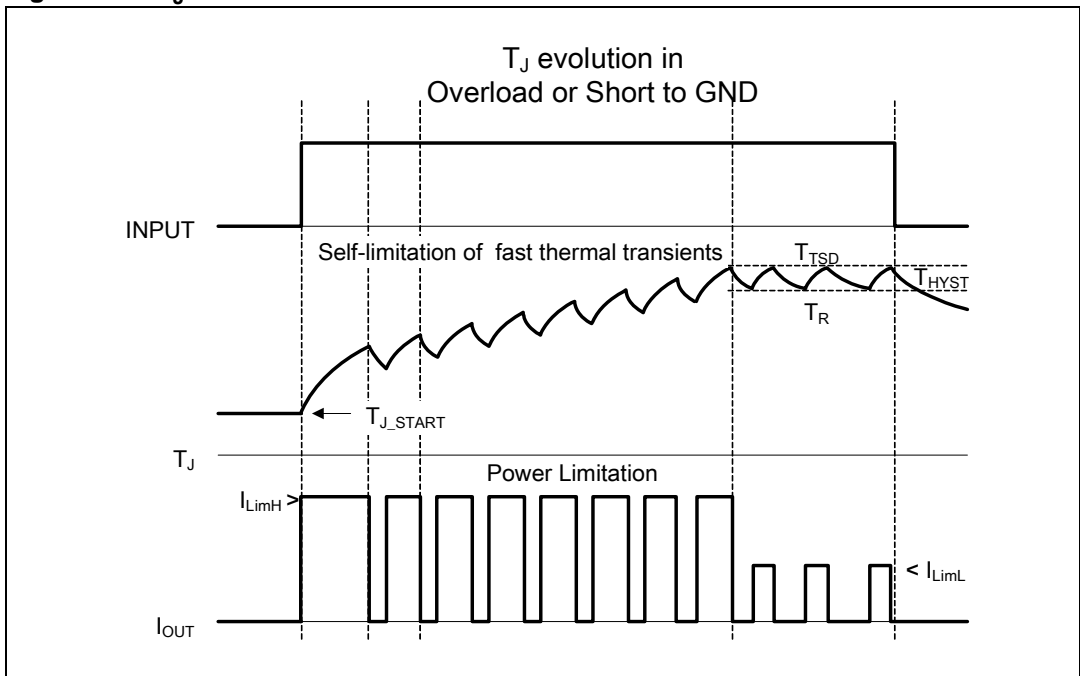 T_J evolution in
Overload or Short to GND
INPUT
Self-limitation of fast thermal transients
T_TSD
T_HYST
T_R
T_J_START
T_J
Power Limitation
I_LimH >
< I_LimL
I_OUT